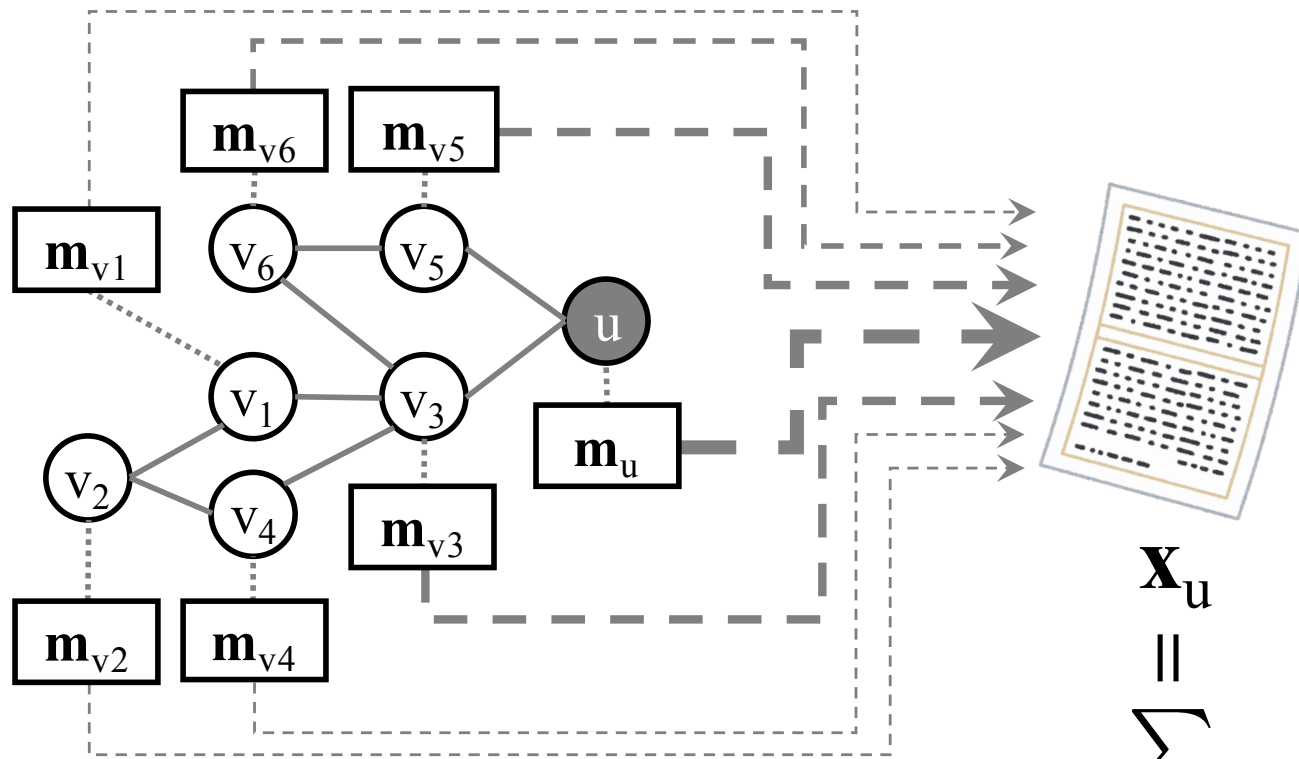 m_v6 m_v5
m_v1
v_6 v_5
u
v_1 v_3
m_u
v_2 v_4
m_v3
m_v2 m_v4
x_u
=
∑